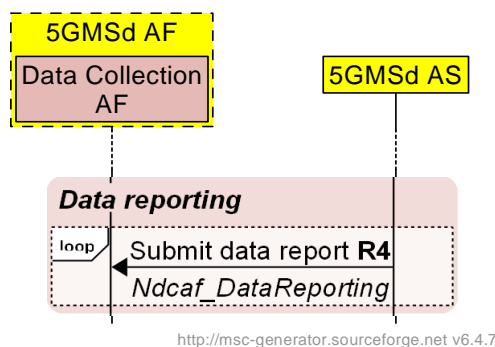 5GMSd AF
Data Collection
AF
5GMSd AS
Data reporting
loop
Submit data report R4
Ndcaf_DataReporting
http://msc-generator.sourceforge.net v6.4.7